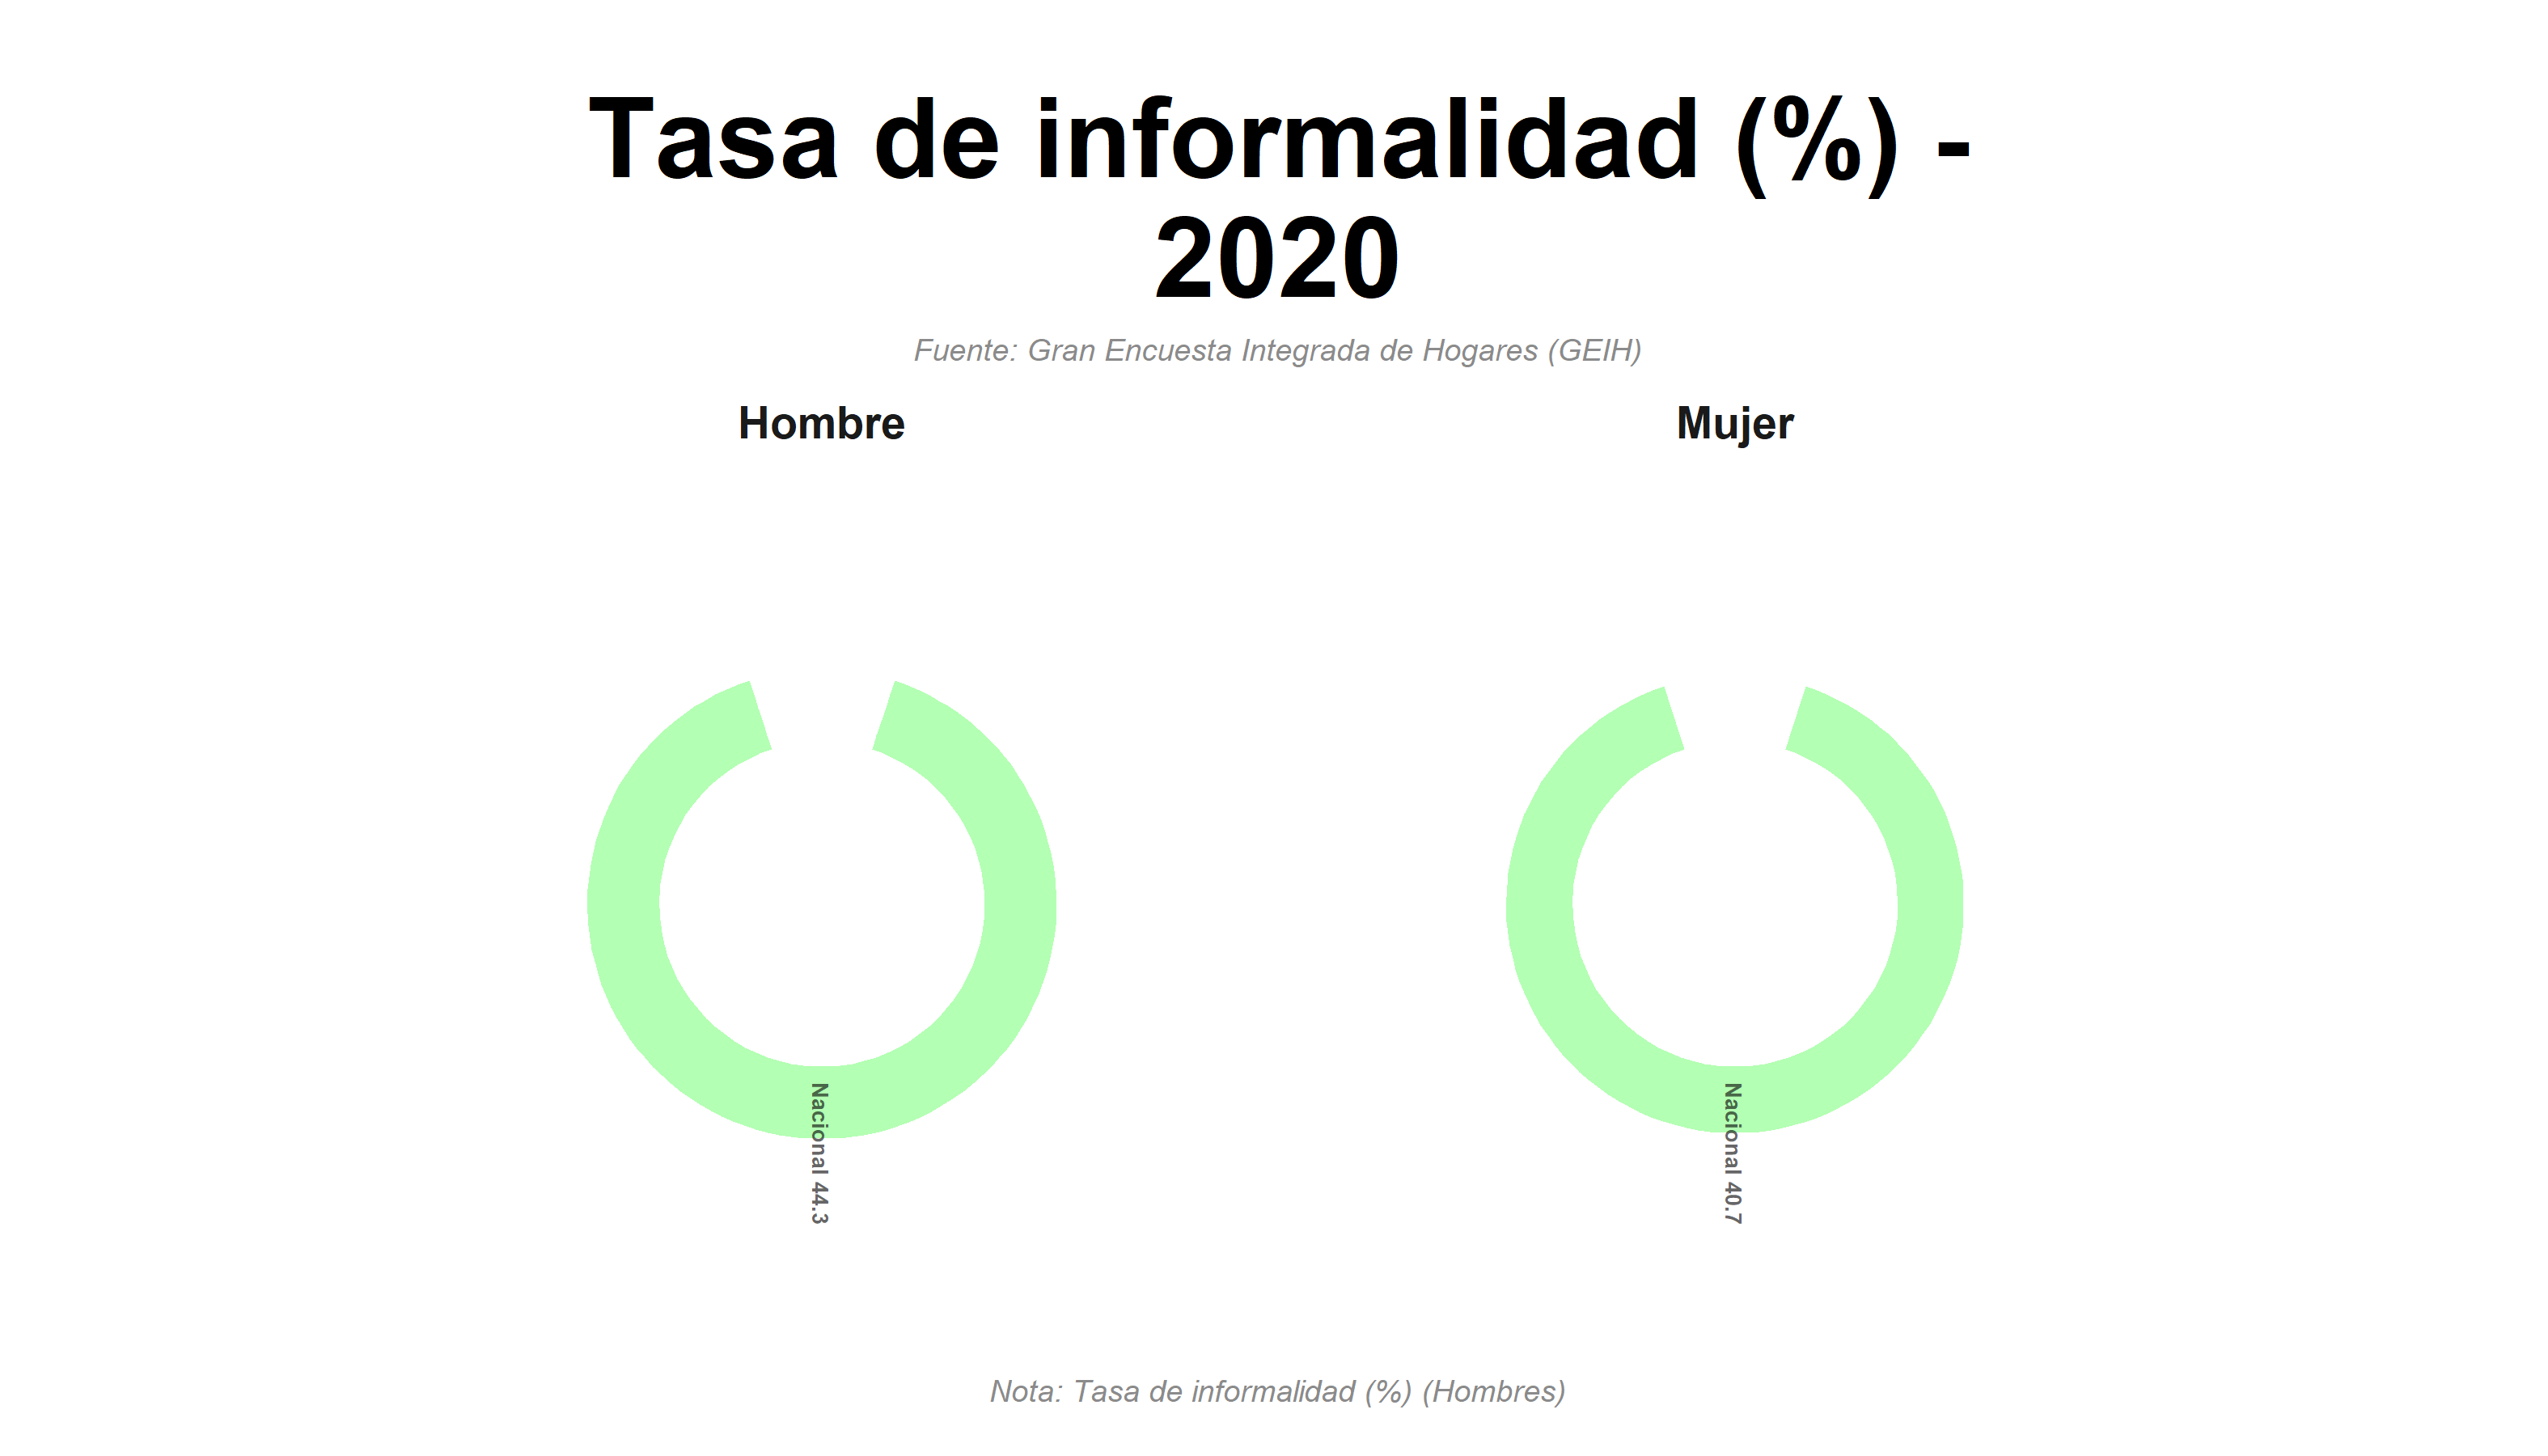 Tasa de informalidad (%) -
2020
Fuente: Gran Encuesta Integrada de Hogares (GEIH)
Hombre
Mujer
Nacional 44.3
Nacional 40.7
Nota: Tasa de informalidad (%) (Hombres)